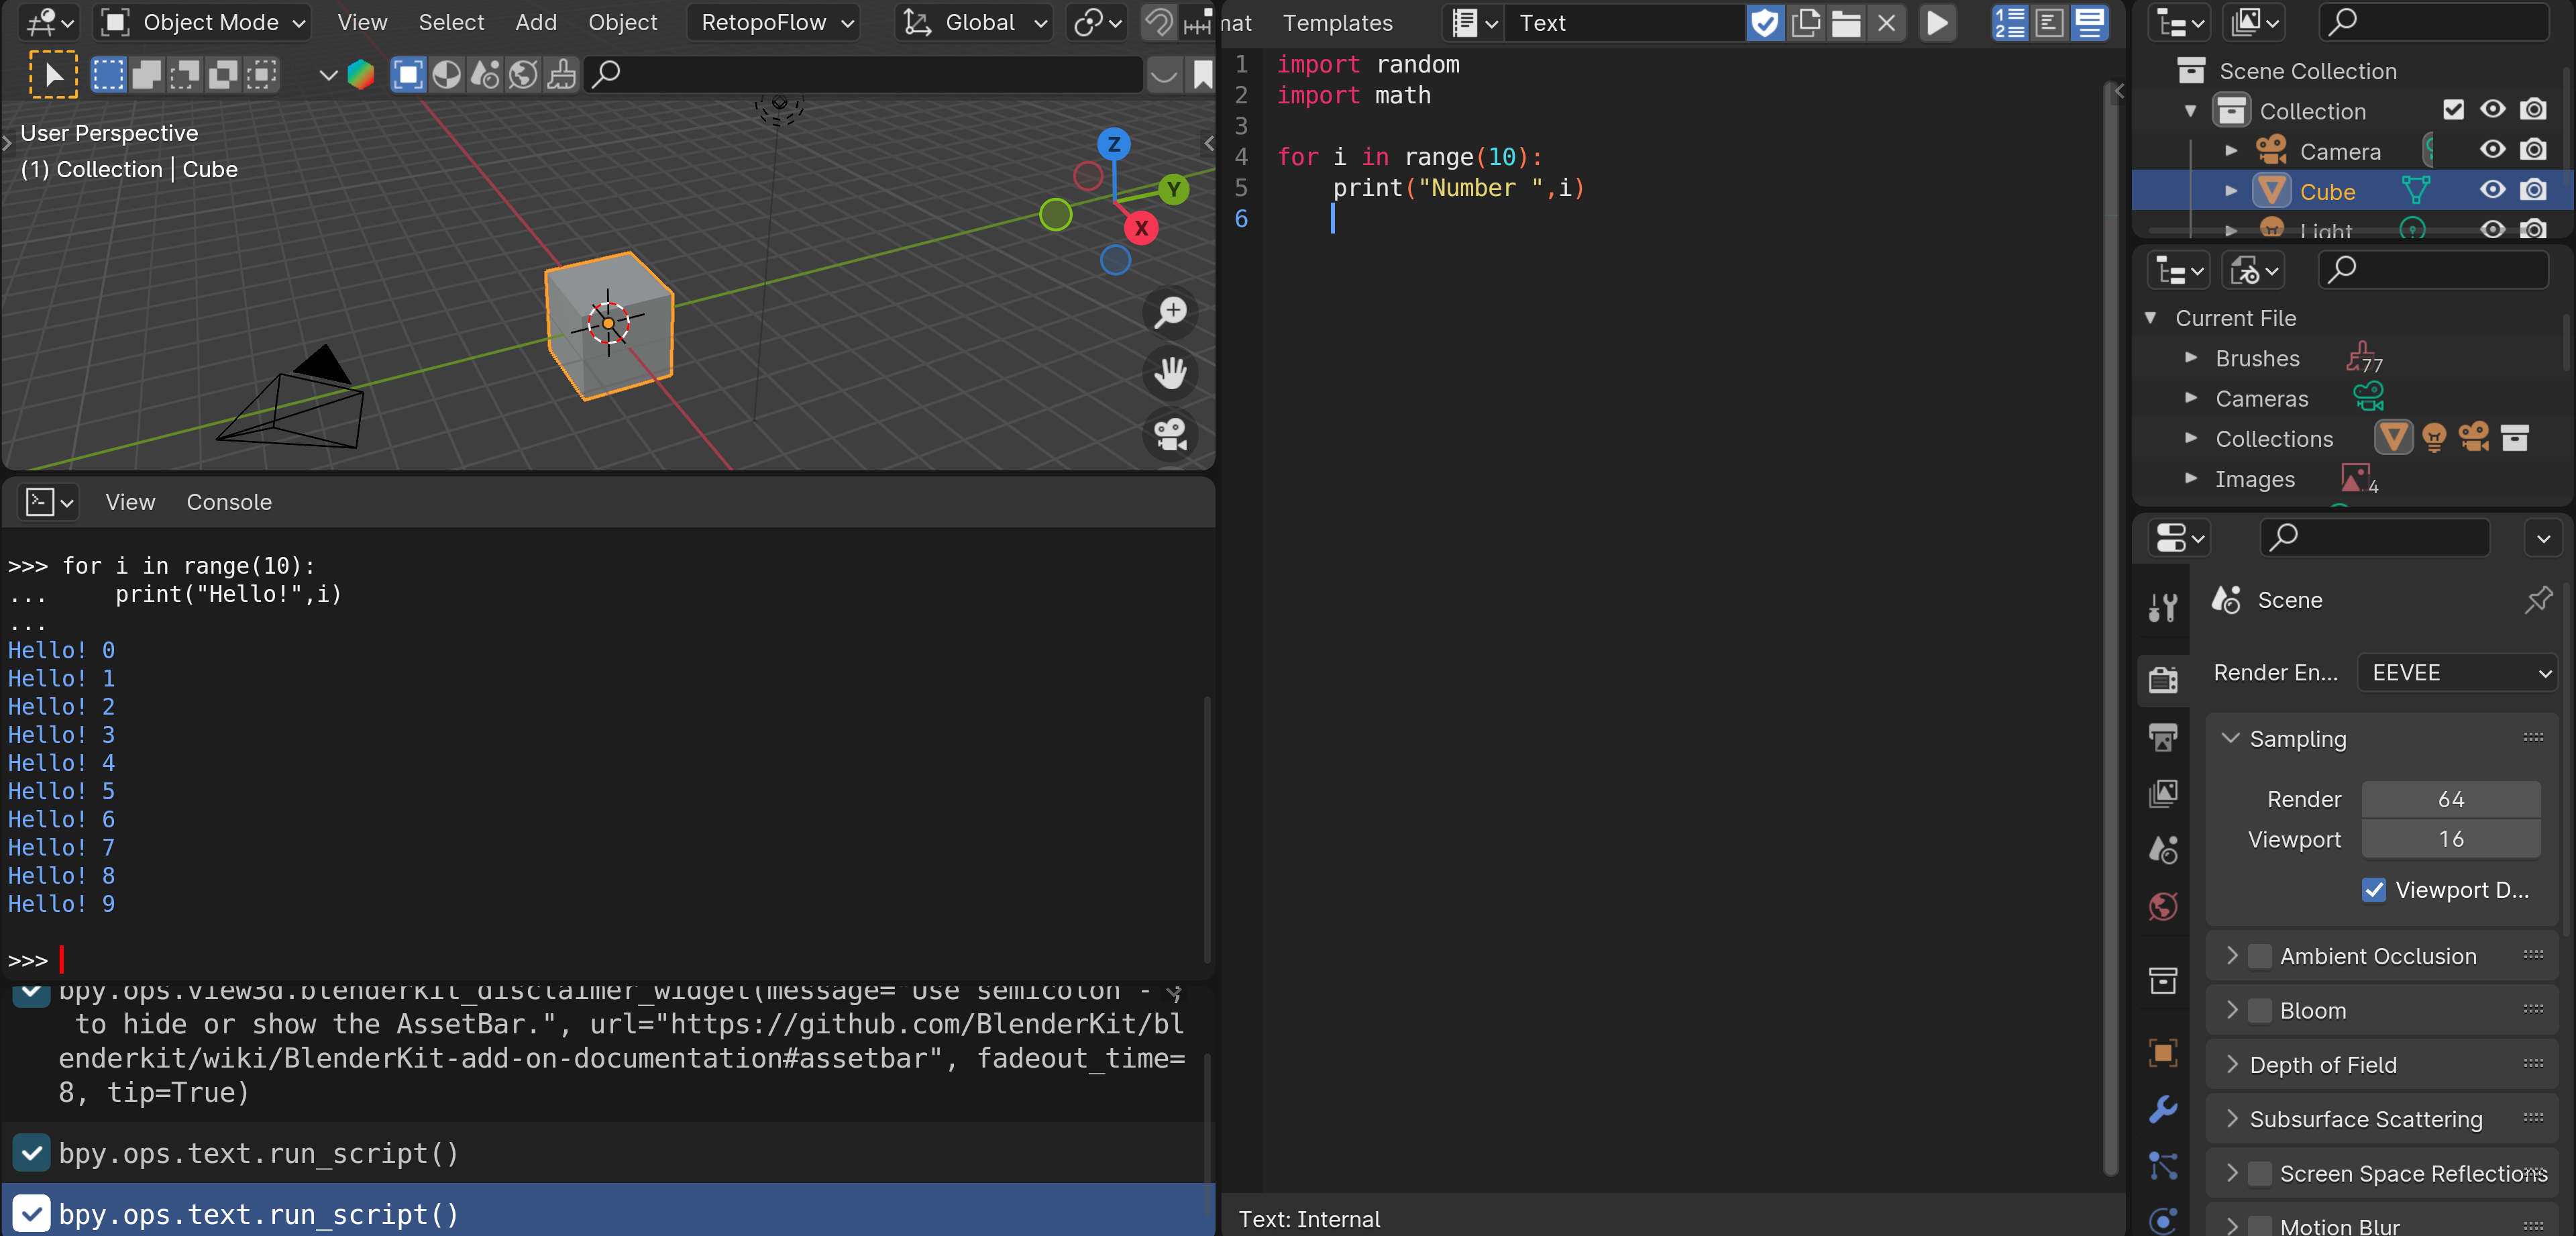 Object Mode View Select Add Object RetopoFlow Global
User Perspective
(1) Collection | Cube
Z
Y
X
View Console
>>> for i in range(10):
...     print("Hello!",i)
...
Hello! 0
Hello! 1
Hello! 2
Hello! 3
Hello! 4
Hello! 5
Hello! 6
Hello! 7
Hello! 8
Hello! 9
>>>
bpy.ops.view3d.blenderkit_disclaimer_widget(message="Use semicolon - ;
to hide or show the AssetBar.", url="https://github.com/BlenderKit/bl
enderkit/wiki/BlenderKit-add-on-documentation#assetbar", fadeout_time=
8, tip=True)
bpy.ops.text.run_script()
bpy.ops.text.run_script()
mat Templates Text
1 import random
2 import math
3
4 for i in range(10):
5     print("Number ",i)
6
Text: Internal
Scene Collection
Collection
Camera
Cube
Light
Current File
Brushes 77
Cameras
Collections
Images 4
Scene
Render En... EEVEE
Sampling
Render 64
Viewport 16
Viewport D...
Ambient Occlusion
Bloom
Depth of Field
Subsurface Scattering
Screen Space Reflections
Motion Blur